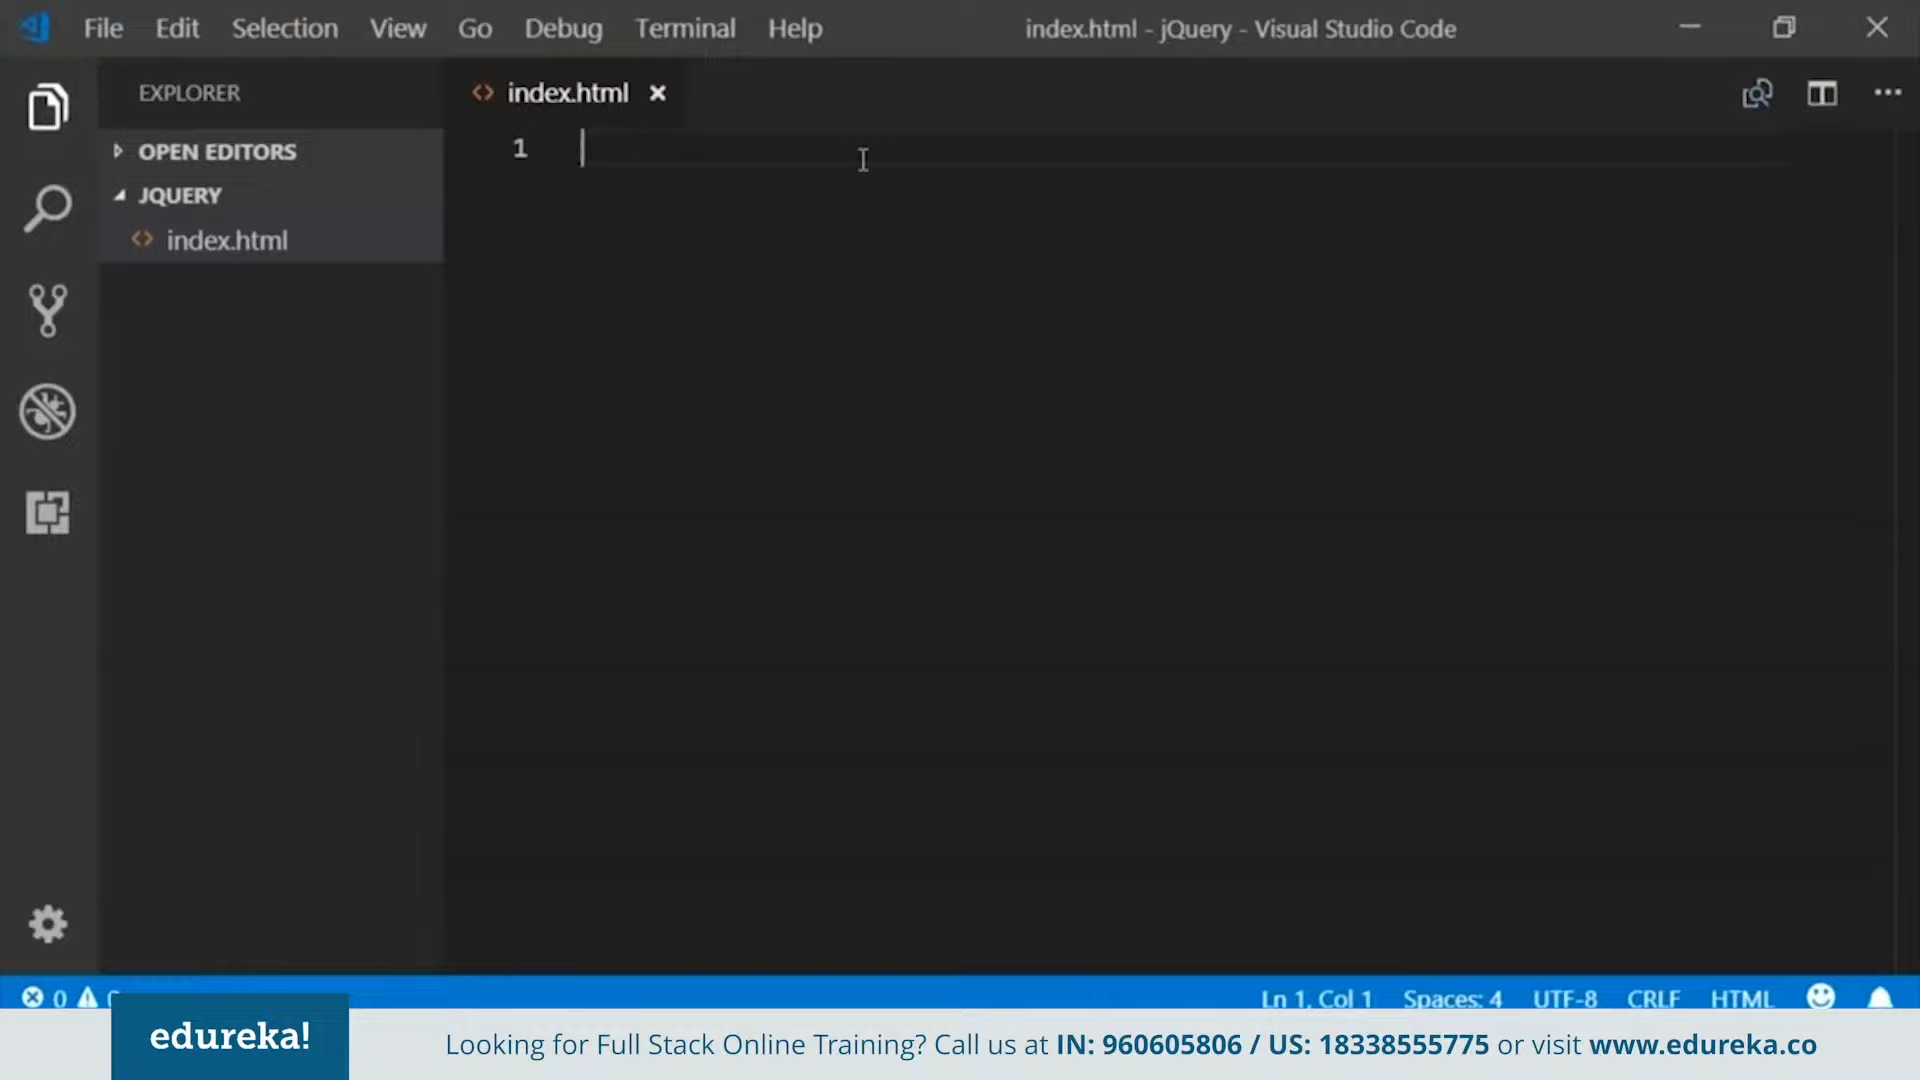 File Edit Selection View Go Debug Terminal Help index.html - jQuery - Visual Studio Code
EXPLORER
index.html
OPEN EDITORS
JQUERY
index.html
1
0
Ln 1, Col 1 Spaces: 4 UTF-8 CRLF HTML
edureka!
Looking for Full Stack Online Training? Call us at IN: 960605806 / US: 18338555775 or visit www.edureka.co